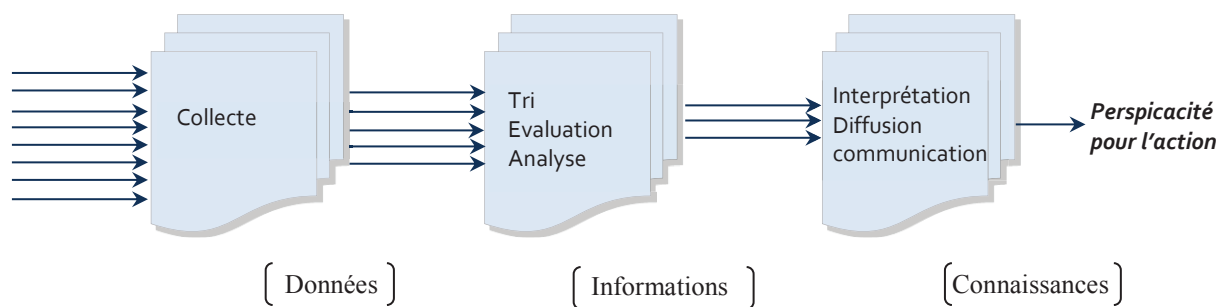 Collecte
Tri
Evaluation
Analyse
Interprétation
Diffusion
communication
Perspicacité
pour l'action
Données
Informations
Connaissances